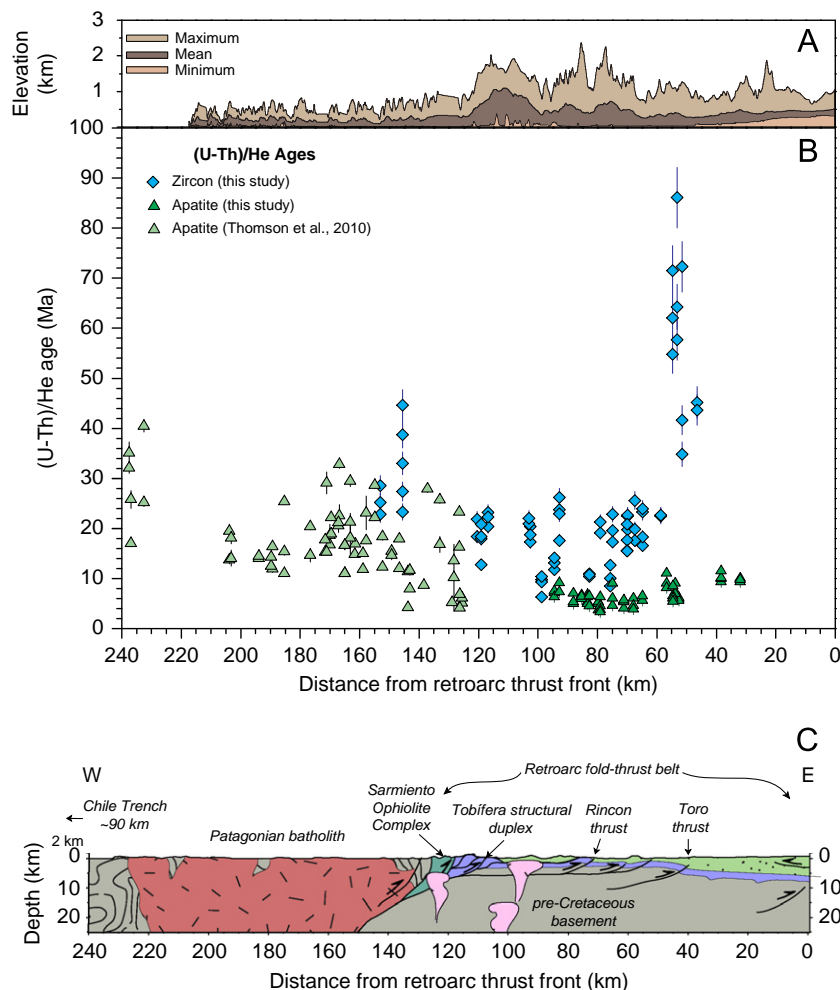 A
Elevation
(km)
3
2
1
100
Maximum
Mean
Minimum
B
(U-Th)/He Ages
Zircon (this study)
Apatite (this study)
Apatite (Thomson et al., 2010)
(U-Th)/He age (Ma)
90
80
70
60
50
40
30
20
10
0
240 220 200 180 160 140 120 100 80 60 40 20 0
Distance from retroarc thrust front (km)
C
W
E
Retroarc fold-thrust belt
Chile Trench
~90 km
Patagonian batholith
Sarmiento
Ophiolite
Complex
Tobífera structural
duplex
Rincon
thrust
Toro
thrust
2 km
Depth (km)
0
10
20
0
10
20
pre-Cretaceous
basement
240 220 200 180 160 140 120 100 80 60 40 20 0
Distance from retroarc thrust front (km)